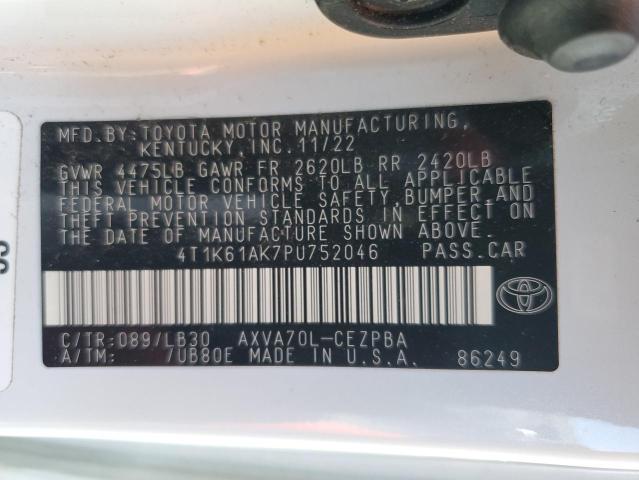 MFD.BY:TOYOTA MOTOR MANUFACTURING,
KENTUCKY, INC. 11/22
GVWR 4475LB GAWR FR 2620LB RR 2420LB
THIS VEHICLE CONFORMS TO ALL APPLICABLE
FEDERAL MOTOR VEHICLE SAFETY,BUMPER,AND
THEFT PREVENTION STANDARDS IN EFFECT ON
THE DATE OF MANUFACTURE SHOWN ABOVE.
4T1K61AK7PU752046 PASS.CAR
C/TR:089/LB30 AXVA70L-CEZPBA
A/TM: /UB80E MADE IN U.S.A. 86249